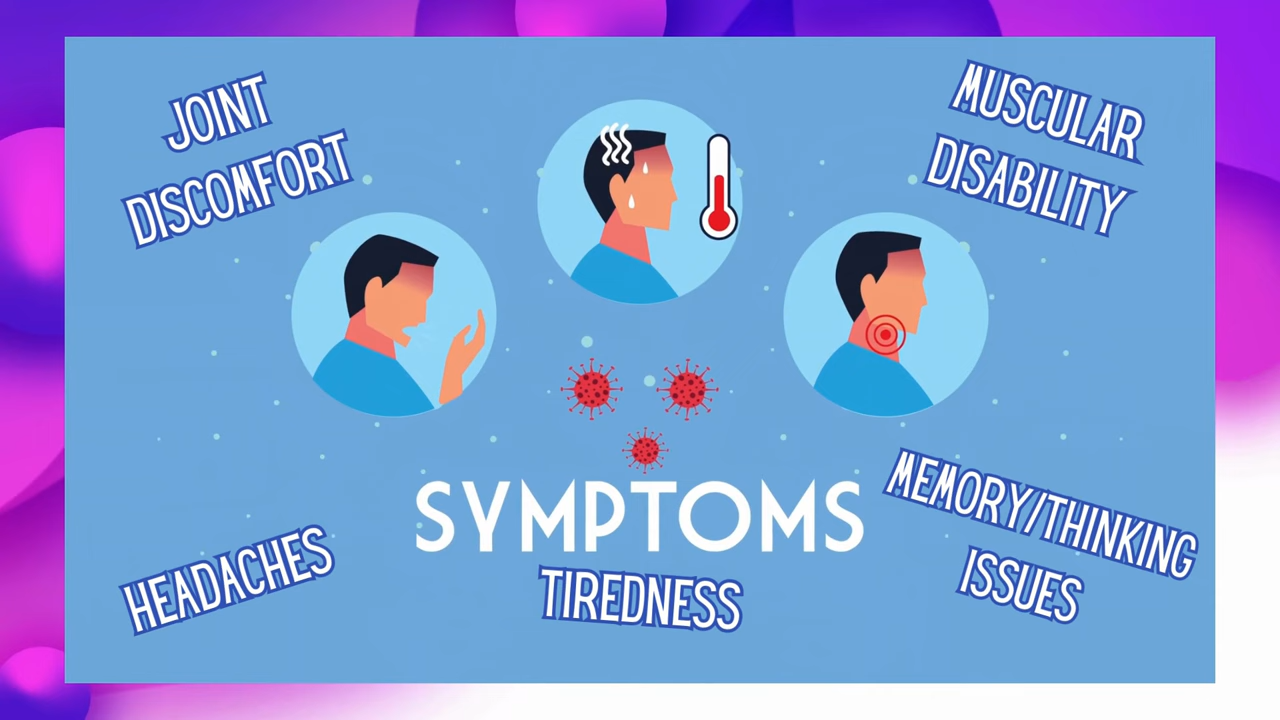 JOINT
DISCOMFORT
MUSCULAR
DISABILITY
SYMPTOMS
HEADACHES
TIREDNESS
MEMORY/THINKING
ISSUES